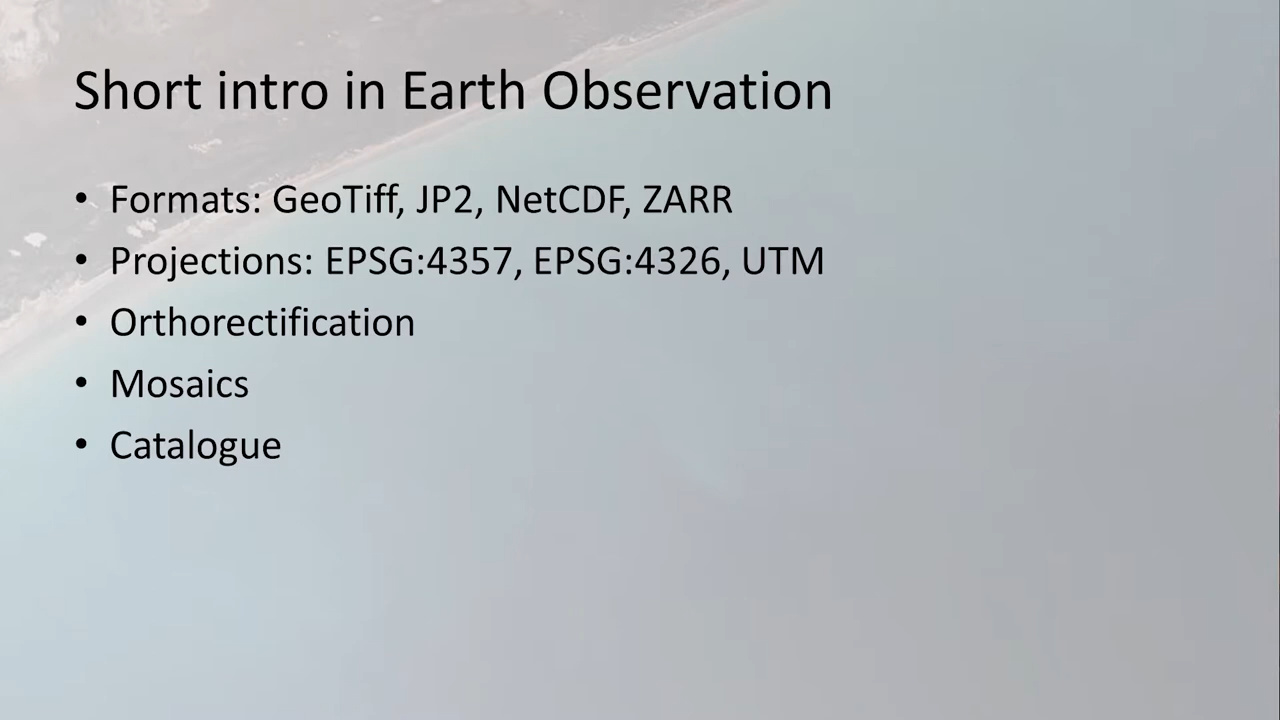 Short intro in Earth Observation
• Formats: GeoTiff, JP2, NetCDF, ZARR
• Projections: EPSG:4357, EPSG:4326, UTM
• Orthorectification
• Mosaics
• Catalogue